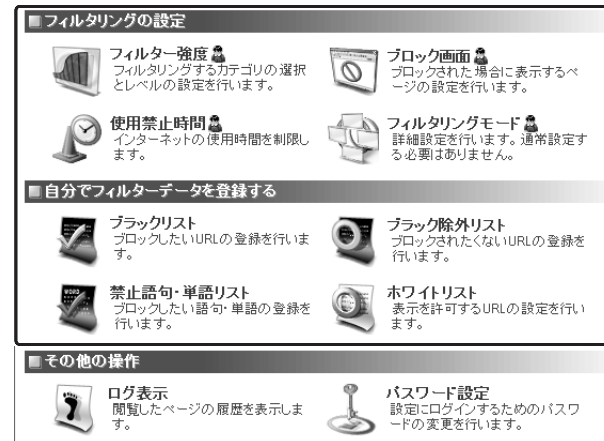 ■フィルタリングの設定
フィルター強度
フィルタリングするカテゴリの選択
とレベルの設定を行います。
ブロック画面
ブロックされた場合に表示するペ
ージの設定を行います。
使用禁止時間
インターネットの使用時間を制限し
ます。
フィルタリングモード
詳細設定を行います。通常設定す
る必要はありません。
■自分でフィルターデータを登録する
ブラックリスト
ブロックしたいURLの登録を行いま
す。
ブラック除外リスト
ブロックされたくないURLの登録を
行います。
禁止語句・単語リスト
ブロックしたい語句・単語の登録を
行います。
ホワイトリスト
表示を許可するURLの設定を行い
ます。
■その他の操作
ログ表示
閲覧したページの履歴を表示しま
す。
パスワード設定
設定にログインするためのパスワ
ードの変更を行います。